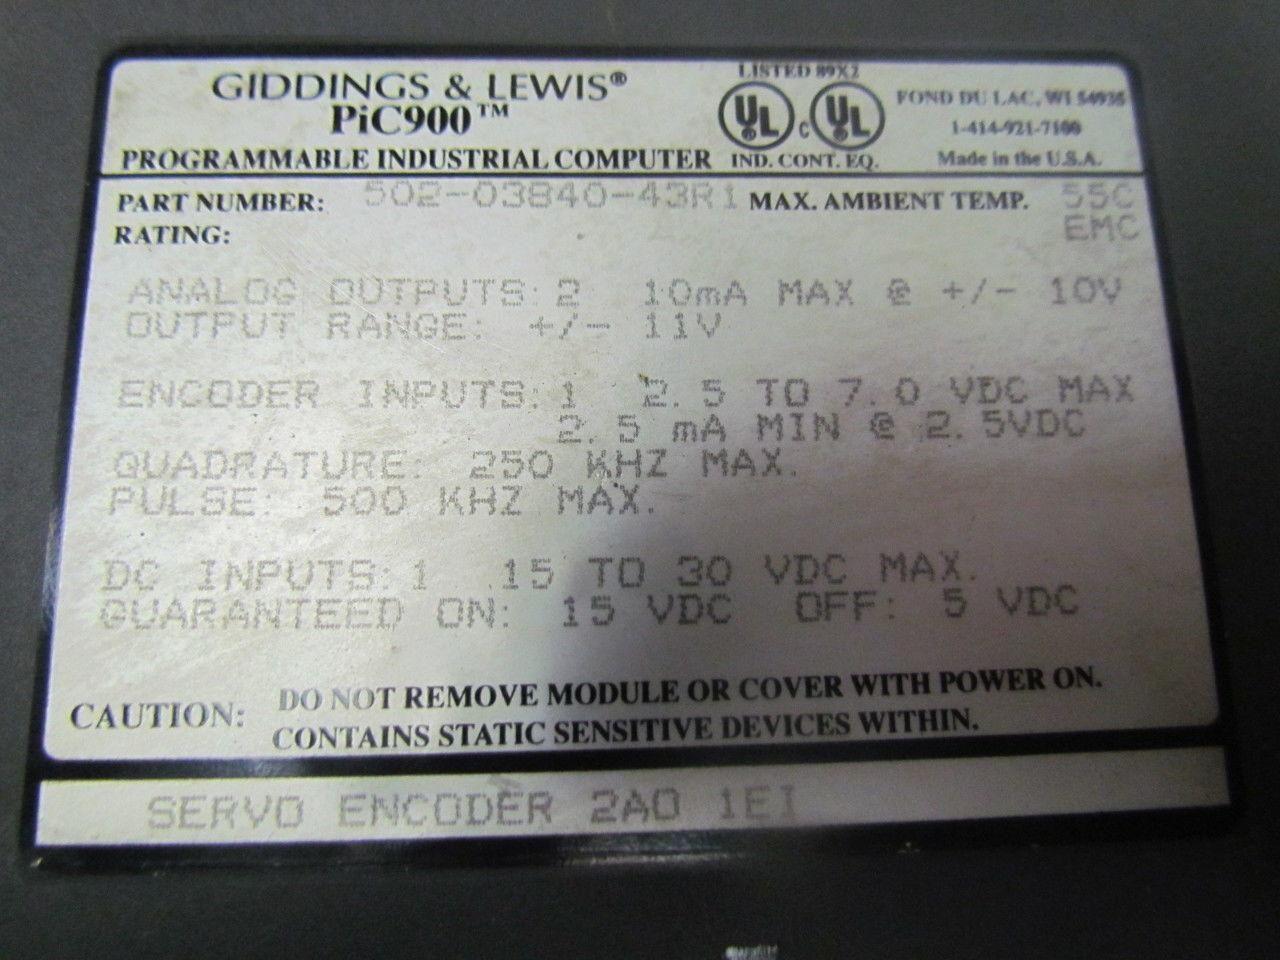 GIDDINGS & LEWIS®
PiC900™
PROGRAMMABLE INDUSTRIAL COMPUTER
LISTED 89X2
UL C UL
IND. CONT. EQ.
FOND DU LAC, WI 54935
1-414-921-7100
Made in the U.S.A.
PART NUMBER: 502-03840-43R1 MAX. AMBIENT TEMP. 55C
RATING: EMC
ANALOG OUTPUTS: 2 10mA MAX @ +/- 10V
OUTPUT RANGE: +/- 11V
ENCODER INPUTS: 1 2.5 TO 7.0 VDC MAX
2.5 mA MIN @ 2.5VDC
QUADRATURE: 250 KHZ MAX.
PULSE: 500 KHZ MAX.
DC INPUTS: 1 15 TO 30 VDC MAX.
GUARANTEED ON: 15 VDC OFF: 5 VDC
CAUTION: DO NOT REMOVE MODULE OR COVER WITH POWER ON.
CONTAINS STATIC SENSITIVE DEVICES WITHIN.
SERVO ENCODER 2AO 1EI